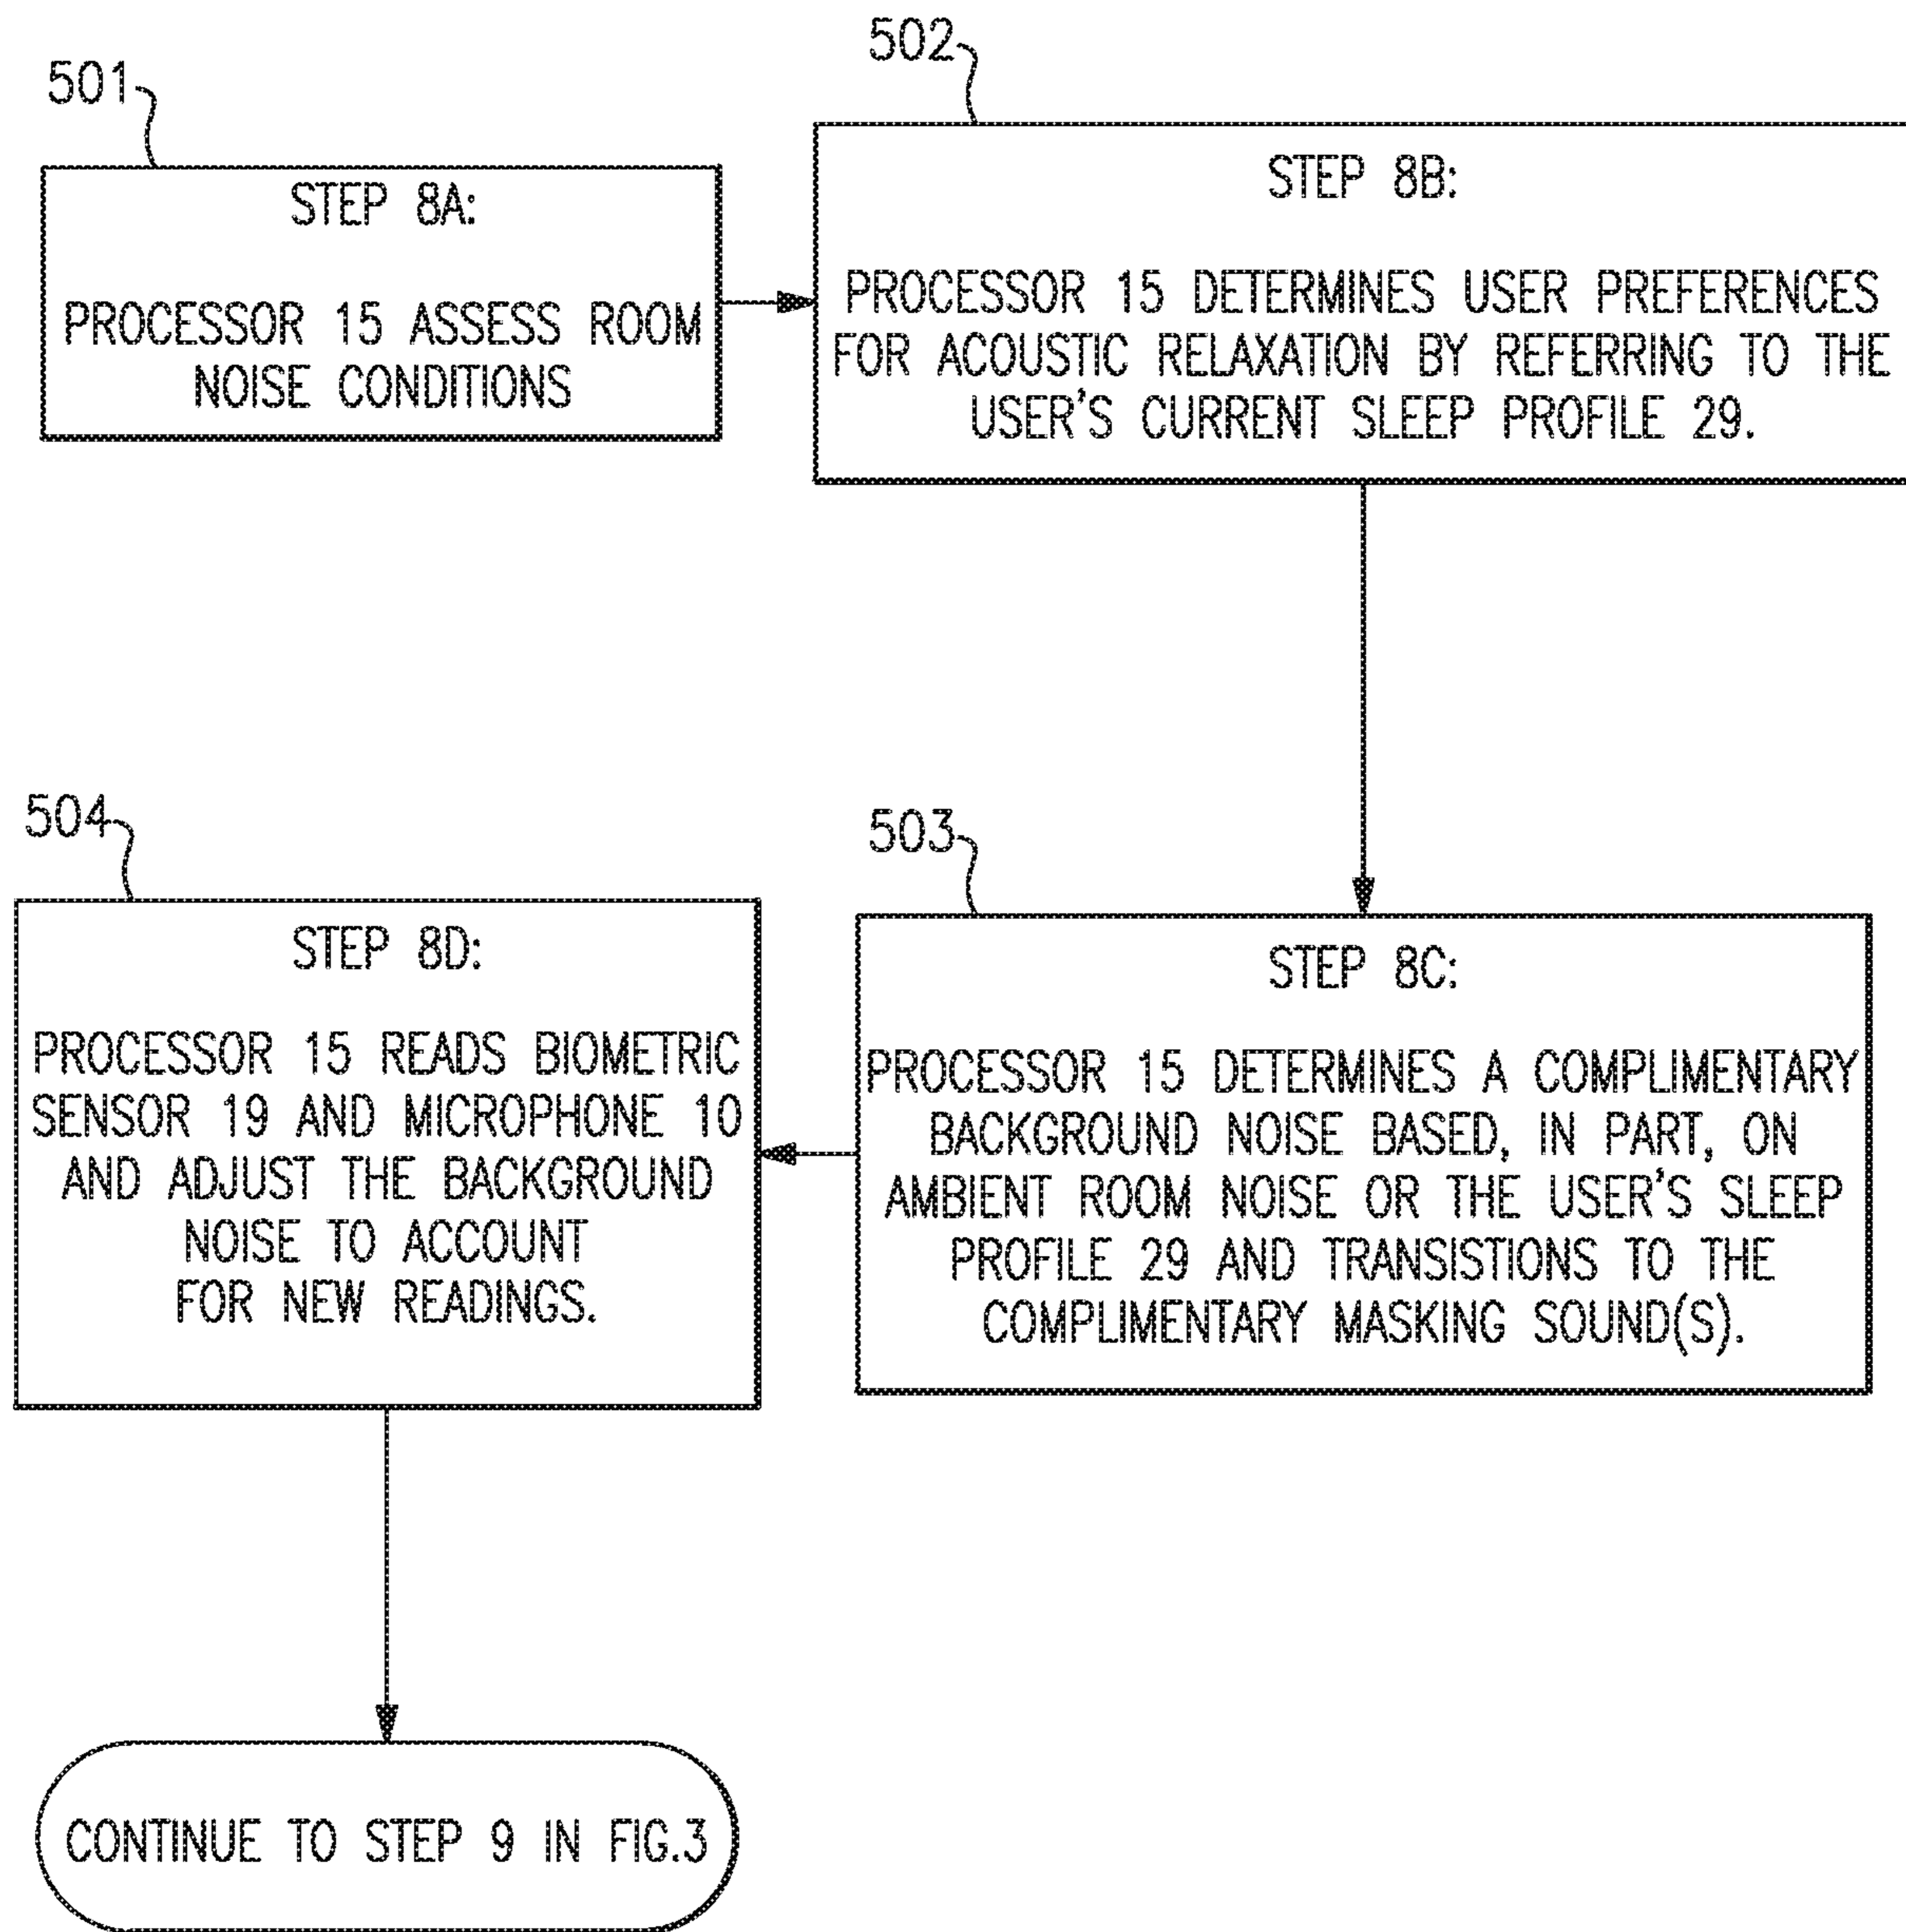 501
STEP 8A:
PROCESSOR 15 ASSESS ROOM
NOISE CONDITIONS
502
STEP 8B:
PROCESSOR 15 DETERMINES USER PREFERENCES
FOR ACOUSTIC RELAXATION BY REFERRING TO THE
USER'S CURRENT SLEEP PROFILE 29.
503
STEP 8C:
PROCESSOR 15 DETERMINES A COMPLIMENTARY
BACKGROUND NOISE BASED, IN PART, ON
AMBIENT ROOM NOISE OR THE USER'S SLEEP
PROFILE 29 AND TRANSISTIONS TO THE
COMPLIMENTARY MASKING SOUND(S).
504
STEP 8D:
PROCESSOR 15 READS BIOMETRIC
SENSOR 19 AND MICROPHONE 10
AND ADJUST THE BACKGROUND
NOISE TO ACCOUNT
FOR NEW READINGS.
CONTINUE TO STEP 9 IN FIG.3